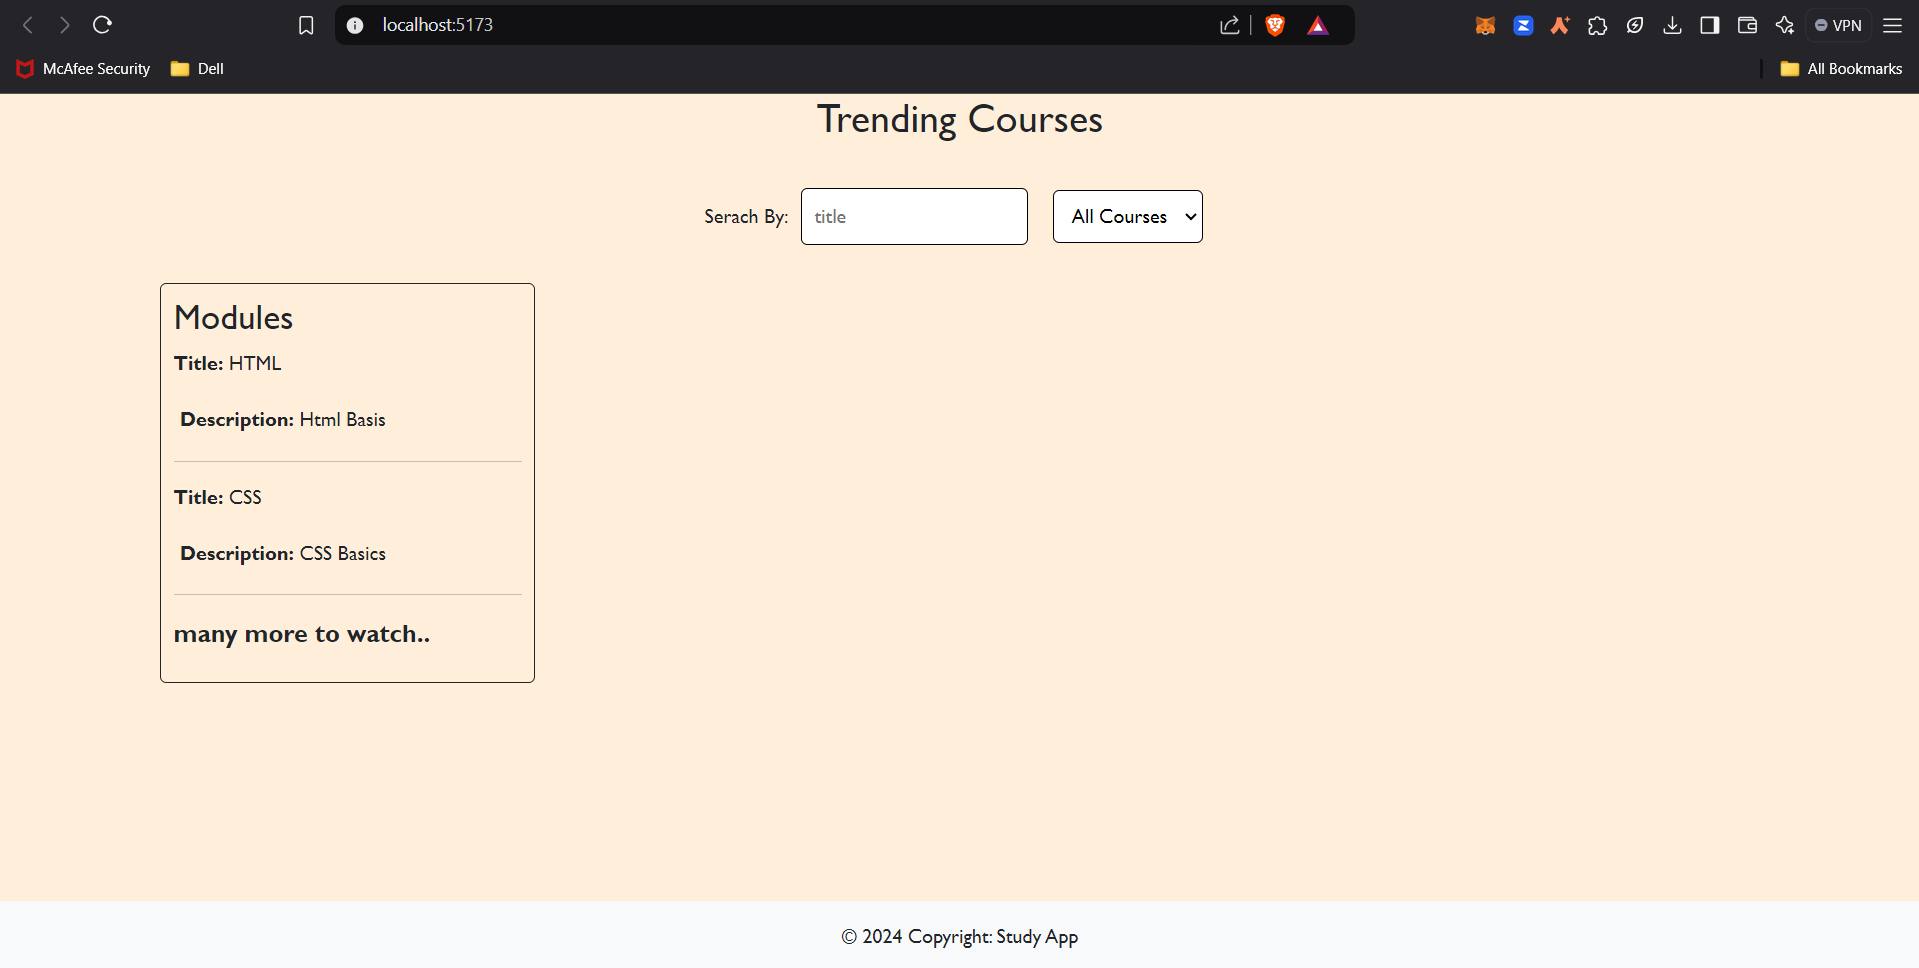 localhost:5173
VPN
McAfee Security
Dell
All Bookmarks
Trending Courses
Serach By:
title
All Courses
Modules
Title: HTML
Description: Html Basis
Title: CSS
Description: CSS Basics
many more to watch..
© 2024 Copyright: Study App